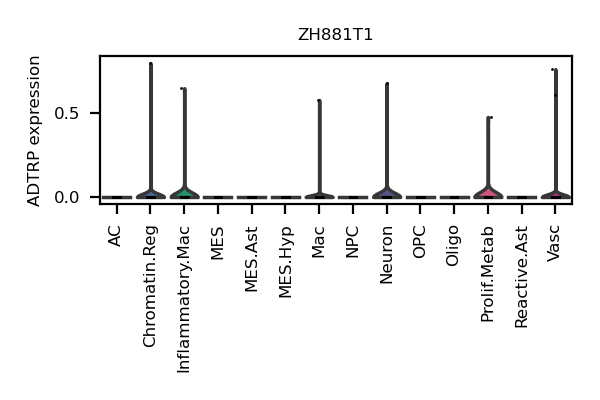 ZH881T1
ADTRP expression
0.5
0.0
AC
Chromatin.Reg
Inflammatory.Mac
MES
MES.Ast
MES.Hyp
Mac
NPC
Neuron
OPC
Oligo
Prolif.Metab
Reactive.Ast
Vasc